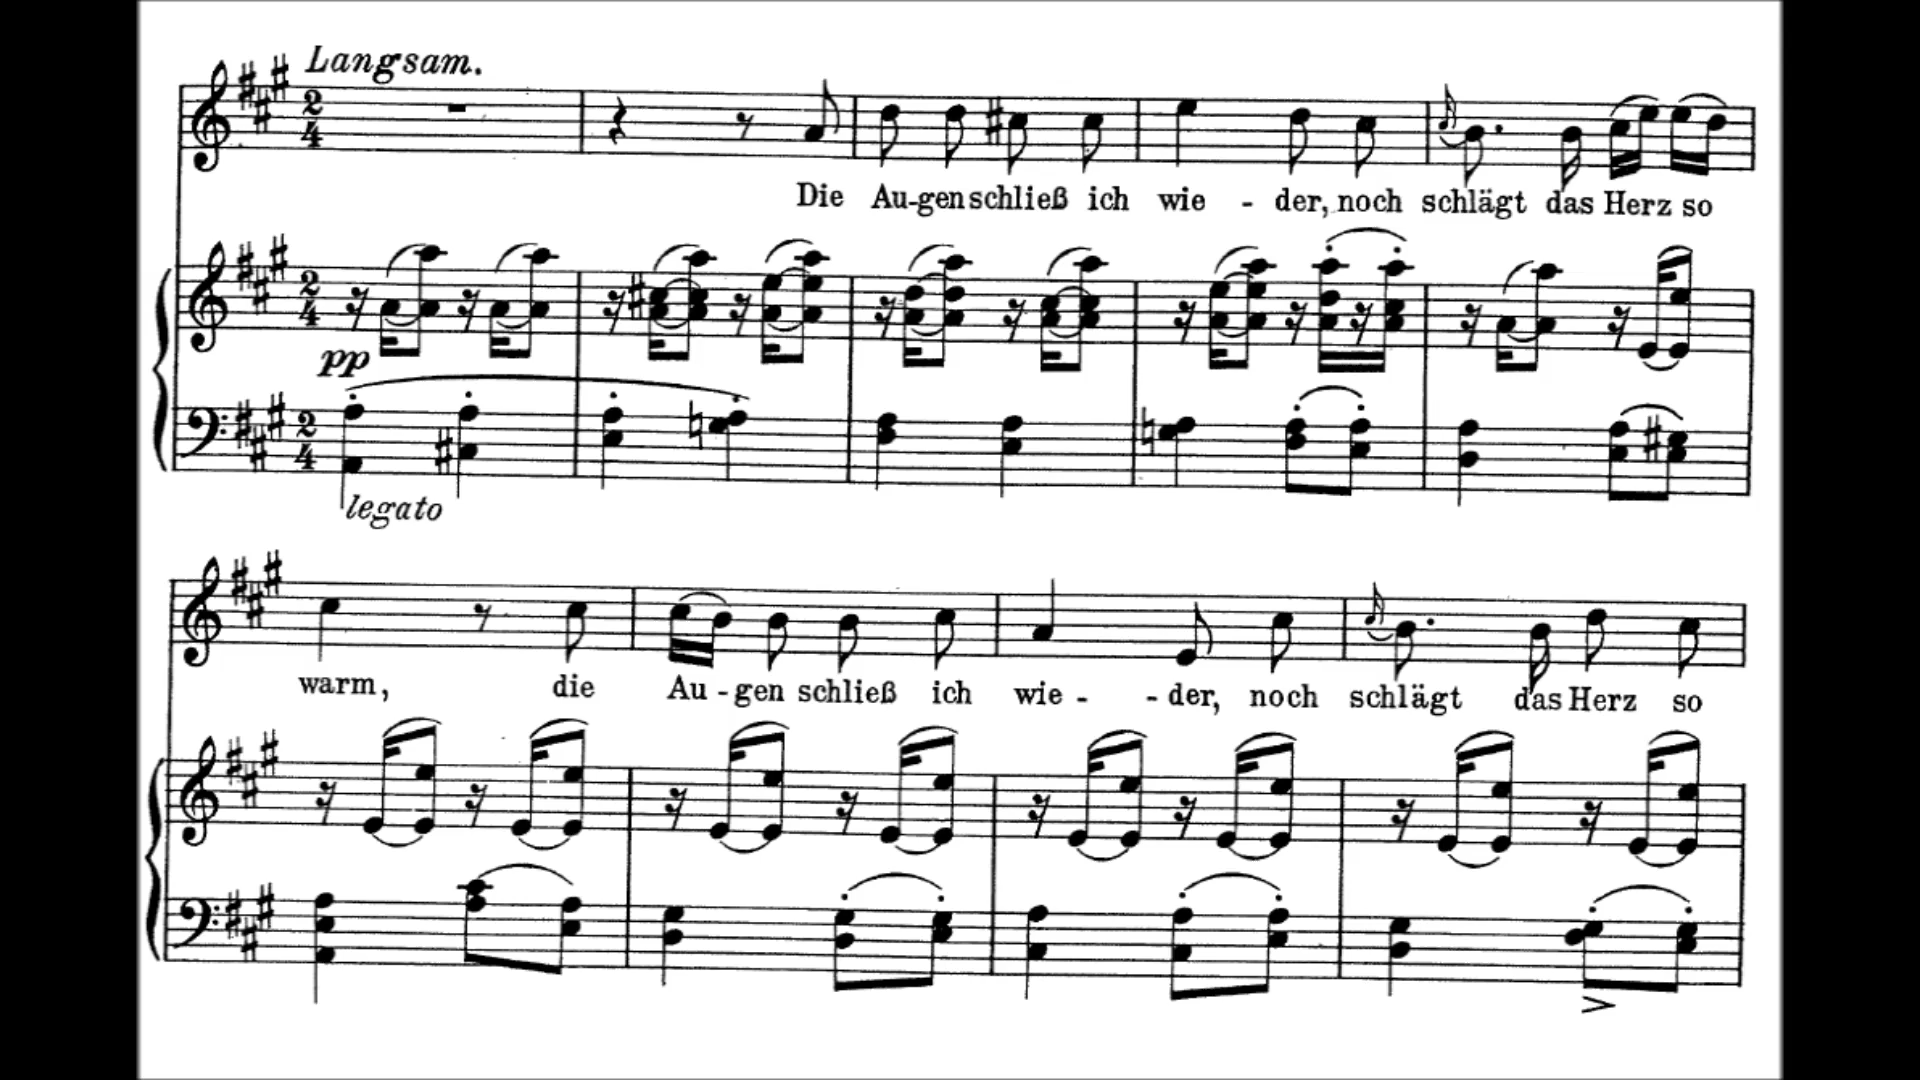 Langsam.
Die Au-gen schließ ich wie - der, noch schlägt das Herz so
pp
legato
warm, die Au - gen schließ ich wie - - der, noch schlägt das Herz so